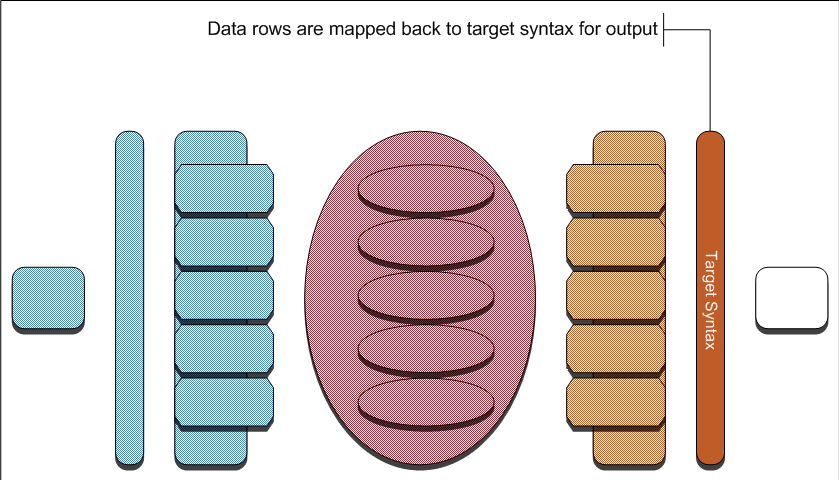 Data rows are mapped back to target syntax for output
Target Syntax